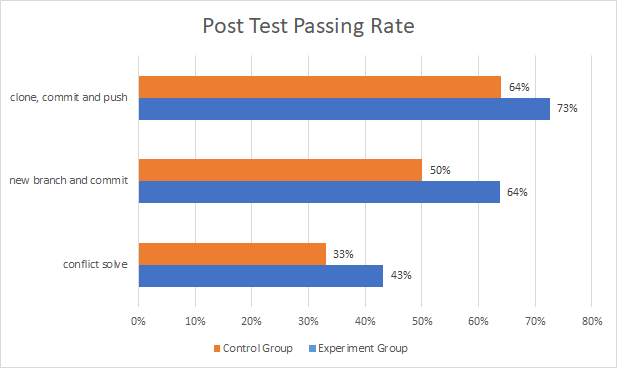 Post Test Passing Rate
clone, commit and push
64%
73%
new branch and commit
50%
64%
conflict solve
33%
43%
0% 10% 20% 30% 40% 50% 60% 70% 80%
Control Group Experiment Group